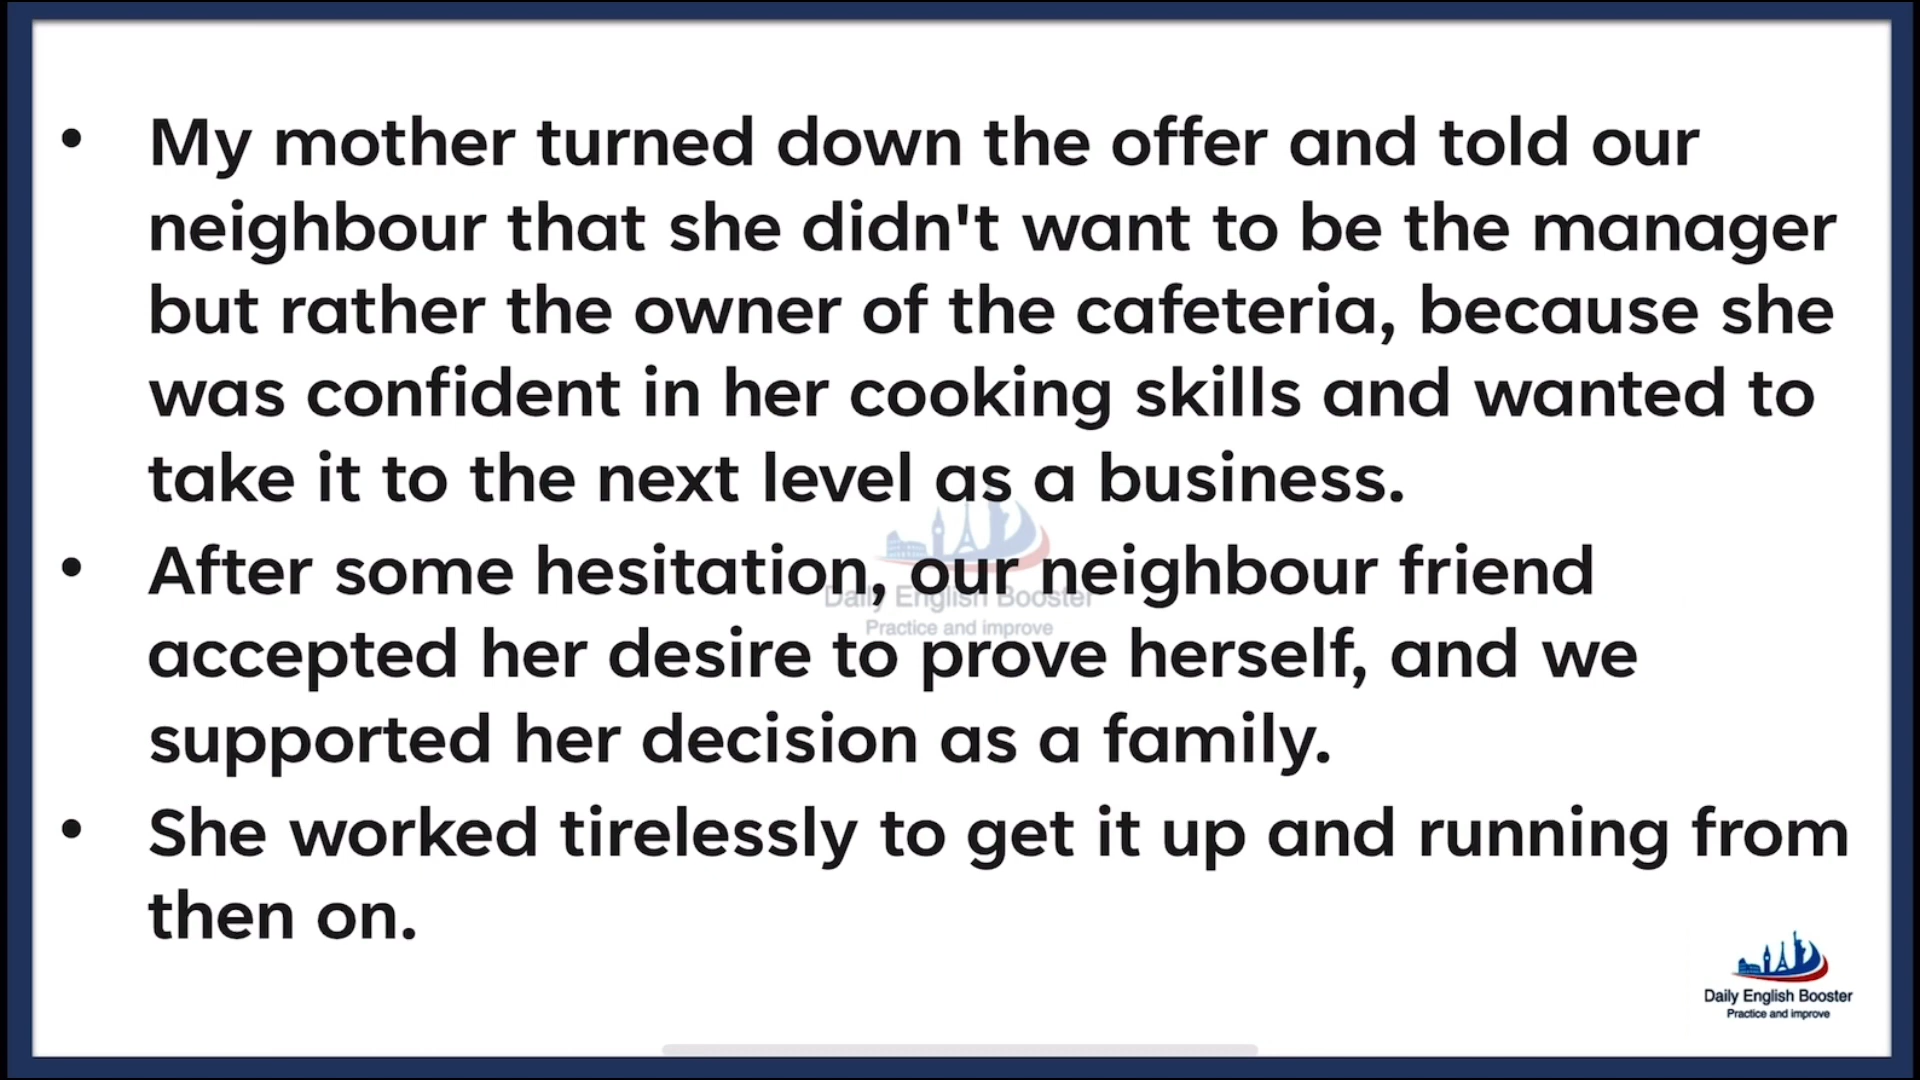 • My mother turned down the offer and told our
neighbour that she didn't want to be the manager
but rather the owner of the cafeteria, because she
was confident in her cooking skills and wanted to
take it to the next level as a business.
• After some hesitation, our neighbour friend
accepted her desire to prove herself, and we
supported her decision as a family.
• She worked tirelessly to get it up and running from
then on.
Daily English Booster
Practice and improve
Daily English Booster
Practice and improve